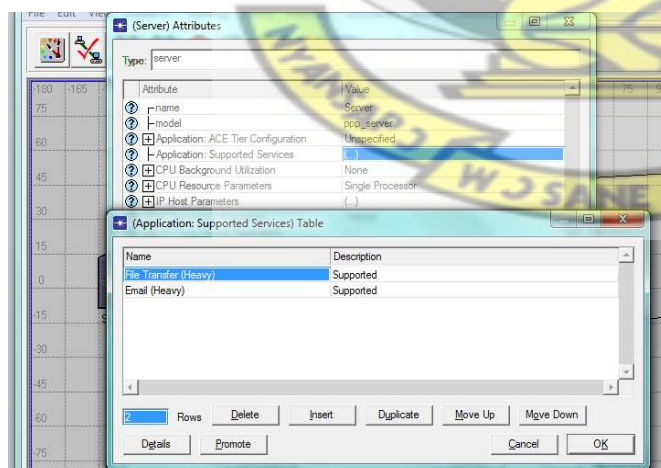 File Edit View
(Server) Attributes
Type: server
Attribute Value
name Server
model ppp_server
Application: ACE Tier Configuration Unspecified
Application: Supported Services (...)
CPU Background Utilization None
CPU Resource Parameters Single Processor
IP Host Parameters (...)
-180 -165 75
75
60
45
30
15
0
-15
-30
-45
-60
-75
(Application: Supported Services) Table
Name Description
File Transfer (Heavy) Supported
Email (Heavy) Supported
2 Rows Delete Insert Duplicate Move Up Move Down
Details Promote Cancel OK
W J SANE